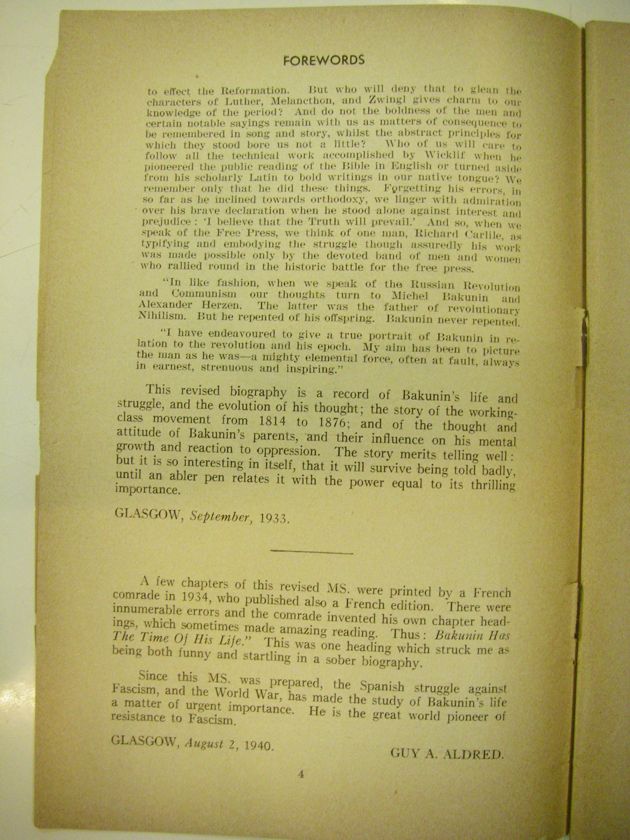 FOREWORDS
to effect the Reformation. But who will deny that to glean the
characters of Luther, Melancthon, and Zwingl gives charm to our
knowledge of the period? And do not the boldness of the men and
certain notable sayings remain with us as matters of consequence to
be remembered in song and story, whilst the abstract principles for
which they stood bore us not a little? Who of us will care to
follow all the technical work accomplished by Wicklif when he
pioneered the public reading of the Bible in English or turned aside
from his scholarly Latin to bold writings in our native tongue? We
remember only that he did these things. Forgetting his errors, in
so far as he inclined towards orthodoxy, we linger with admiration
over his brave declaration when he stood alone against interest and
prejudice: 'I believe that the Truth will prevail.' And so, when we
speak of the Free Press, we think of one man, Richard Carlile, as
typifying and embodying the struggle though assuredly his work
was made possible only by the devoted band of men and women
who rallied round in the historic battle for the free press.
"In like fashion, when we speak of the Russian Revolution
and Communism our thoughts turn to Michel Bakunin and
Alexander Herzen. The latter was the father of revolutionary
Nihilism. But he repented of his offspring. Bakunin never repented.
"I have endeavoured to give a true portrait of Bakunin in re-
lation to the revolution and his epoch. My aim has been to picture
the man as he was—a mighty elemental force, often at fault, always
in earnest, strenuous and inspiring."
This revised biography is a record of Bakunin's life and
struggle, and the evolution of his thought; the story of the working-
class movement from 1814 to 1876; and of the thought and
attitude of Bakunin's parents, and their influence on his mental
growth and reaction to oppression. The story merits telling well:
but it is so interesting in itself, that it will survive being told badly,
until an abler pen relates it with the power equal to its thrilling
importance.
GLASGOW, September, 1933.
A few chapters of this revised MS. were printed by a French
comrade in 1934, who published also a French edition. There were
innumerable errors and the comrade invented his own chapter head-
ings, which sometimes made amazing reading. Thus: Bakunin Has
The Time Of His Life." This was one heading which struck me as
being both funny and startling in a sober biography.
Since this MS. was prepared, the Spanish struggle against
Fascism, and the World War, has made the study of Bakunin's life
a matter of urgent importance. He is the great world pioneer of
resistance to Fascism.
GLASGOW, August 2, 1940.
GUY A. ALDRED.
4